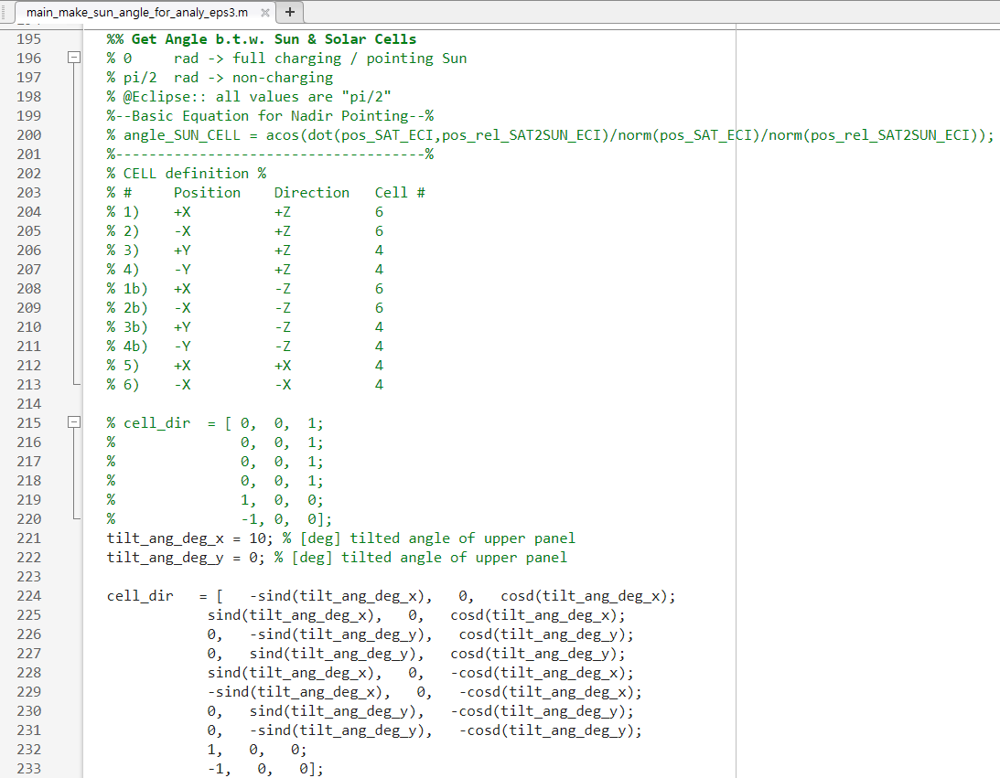 main_make_sun_angle_for_analy_eps3.m × +
195 %% Get Angle b.t.w. Sun & Solar Cells
196 % 0     rad -> full charging / pointing Sun
197 % pi/2  rad -> non-charging
198 % @Eclipse:: all values are "pi/2"
199 %--Basic Equation for Nadir Pointing--%
200 % angle_SUN_CELL = acos(dot(pos_SAT_ECI,pos_rel_SAT2SUN_ECI)/norm(pos_SAT_ECI)/norm(pos_rel_SAT2SUN_ECI));
201 %-------------------------------------%
202 % CELL definition %
203 % #     Position    Direction   Cell #
204 % 1)    +X          +Z          6
205 % 2)    -X          +Z          6
206 % 3)    +Y          +Z          4
207 % 4)    -Y          +Z          4
208 % 1b)   +X          -Z          6
209 % 2b)   -X          -Z          6
210 % 3b)   +Y          -Z          4
211 % 4b)   -Y          -Z          4
212 % 5)    +X          +X          4
213 % 6)    -X          -X          4
214
215 % cell_dir  = [ 0,  0,  1;
216 %               0,  0,  1;
217 %               0,  0,  1;
218 %               0,  0,  1;
219 %               1,  0,  0;
220 %               -1, 0,  0];
221 tilt_ang_deg_x = 10; % [deg] tilted angle of upper panel
222 tilt_ang_deg_y = 0; % [deg] tilted angle of upper panel
223
224 cell_dir   = [   -sind(tilt_ang_deg_x),   0,   cosd(tilt_ang_deg_x);
225             sind(tilt_ang_deg_x),   0,   cosd(tilt_ang_deg_x);
226             0,   -sind(tilt_ang_deg_y),   cosd(tilt_ang_deg_y);
227             0,   sind(tilt_ang_deg_y),   cosd(tilt_ang_deg_y);
228             sind(tilt_ang_deg_x),   0,   -cosd(tilt_ang_deg_x);
229             -sind(tilt_ang_deg_x),   0,   -cosd(tilt_ang_deg_x);
230             0,   sind(tilt_ang_deg_y),   -cosd(tilt_ang_deg_y);
231             0,   -sind(tilt_ang_deg_y),   -cosd(tilt_ang_deg_y);
232             1,   0,   0;
233             -1,   0,   0];